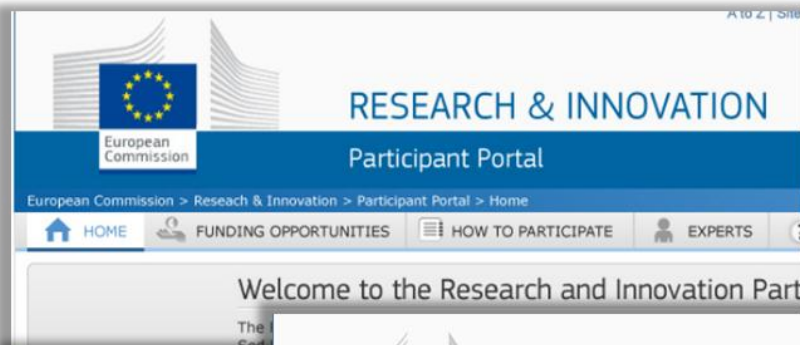 A to Z | Site
RESEARCH & INNOVATION
European
Commission
Participant Portal
European Commission > Reseach & Innovation > Participant Portal > Home
HOME
FUNDING OPPORTUNITIES
HOW TO PARTICIPATE
EXPERTS
?
Welcome to the Research and Innovation Part
The